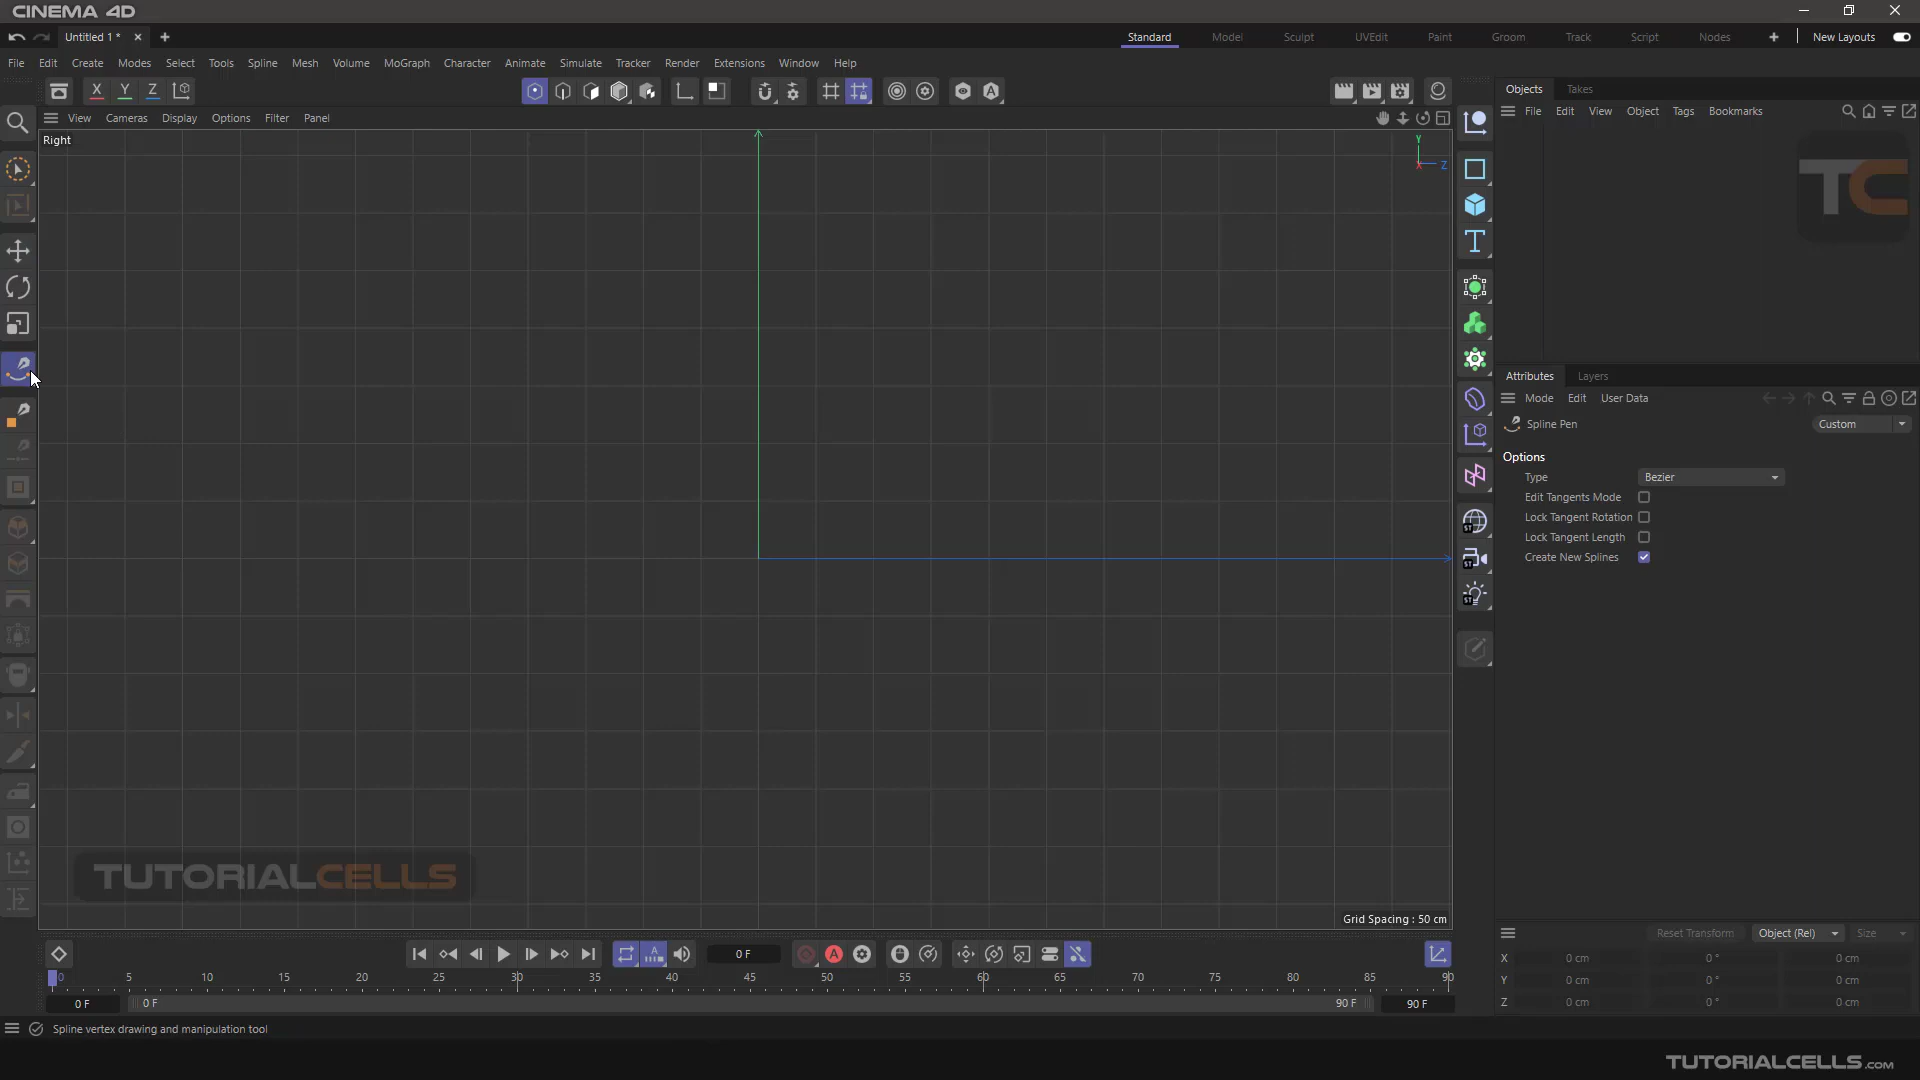 CINEMA 4D
Untitled 1 *
Standard
Model
Sculpt
UVEdit
Paint
Groom
Track
Script
Nodes
New Layouts
File Edit Create Modes Select Tools Spline Mesh Volume MoGraph Character Animate Simulate Tracker Render Extensions Window Help
X Y Z
Objects Takes
View Cameras Display Options Filter Panel
File Edit View Object Tags Bookmarks
Right
Y
X Z
TC
Attributes Layers
Mode Edit User Data
Spline Pen
Custom
Options
Type Bezier
Edit Tangents Mode
Lock Tangent Rotation
Lock Tangent Length
Create New Splines
ST
ST
ST
TUTORIALCELLS
Grid Spacing : 50 cm
Reset Transform Object (Rel) Size
0 F
A
X 0 cm 0 ° 0 cm
Y 0 cm 0 ° 0 cm
Z 0 cm 0 ° 0 cm
0 5 10 15 20 25 30 35 40 45 50 55 60 65 70 75 80 85 90
0 F 0 F 90 F 90 F
Spline vertex drawing and manipulation tool
TUTORIALCELLS.com